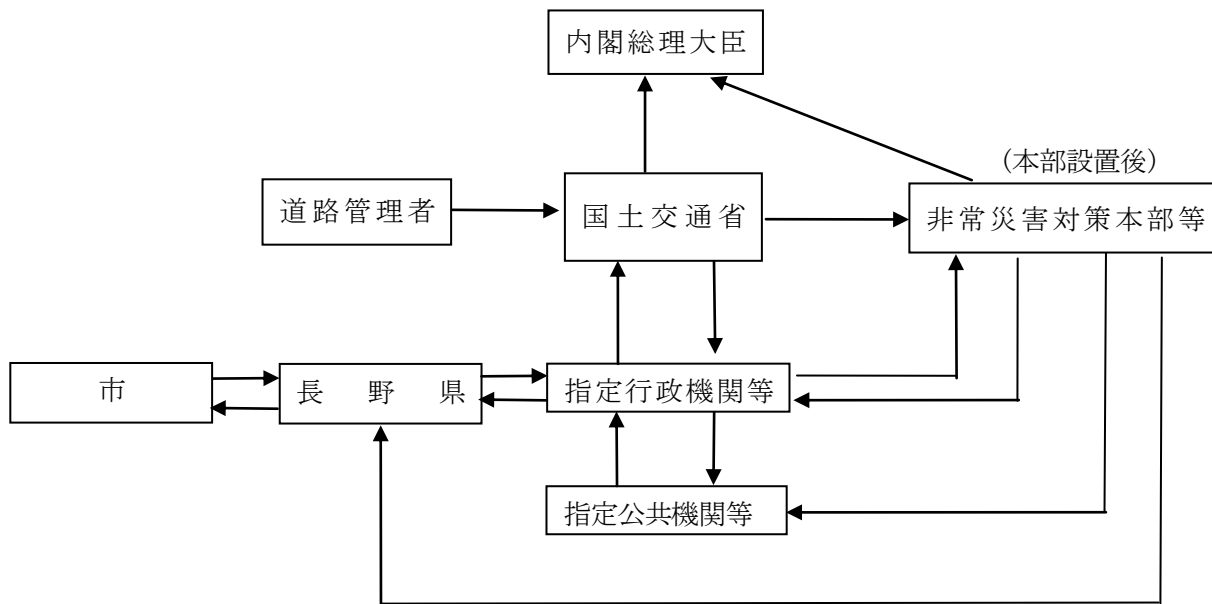 内閣総理大臣
(本部設置後)
道路管理者
国土交通省
非常災害対策本部等
市
長野県
指定行政機関等
指定公共機関等